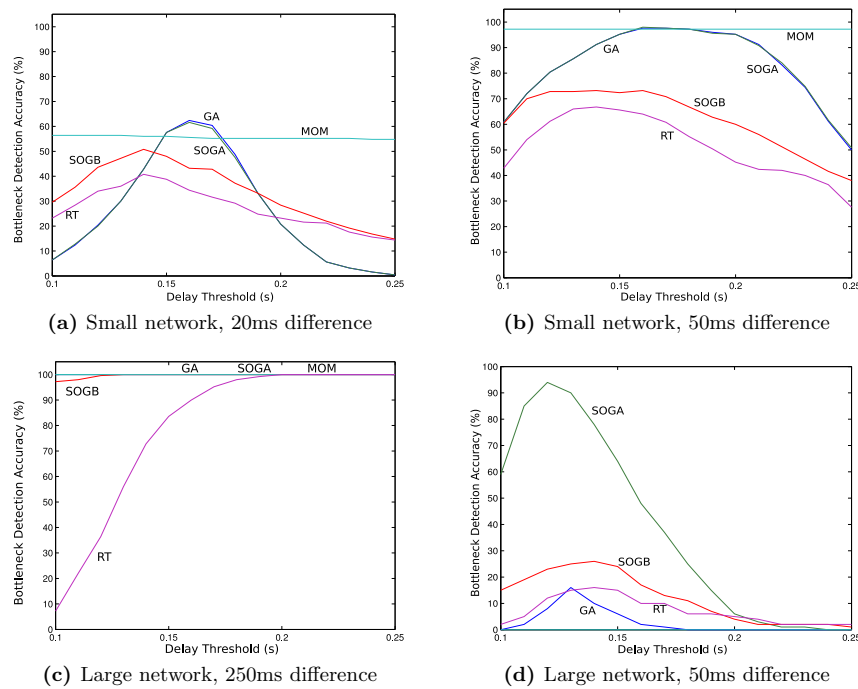 Bottleneck Detection Accuracy (%)
100
90
80
70
60
50
40
30
20
10
0
GA
MOM
SOGA
SOGB
RT
0.1
0.15
0.2
0.25
Delay Threshold (s)
(a) Small network, 20ms difference
Bottleneck Detection Accuracy (%)
100
90
80
70
60
50
40
30
20
10
0
GA
MOM
SOGA
SOGB
RT
0.1
0.15
0.2
0.25
Delay Threshold (s)
(b) Small network, 50ms difference
Bottleneck Detection Accuracy (%)
100
90
80
70
60
50
40
30
20
10
0
GA
SOGA
MOM
SOGB
RT
0.1
0.15
0.2
0.25
Delay Threshold (s)
(c) Large network, 250ms difference
Bottleneck Detection Accuracy (%)
100
90
80
70
60
50
40
30
20
10
0
SOGA
SOGB
GA
RT
0.1
0.15
0.2
0.25
Delay Threshold (s)
(d) Large network, 50ms difference